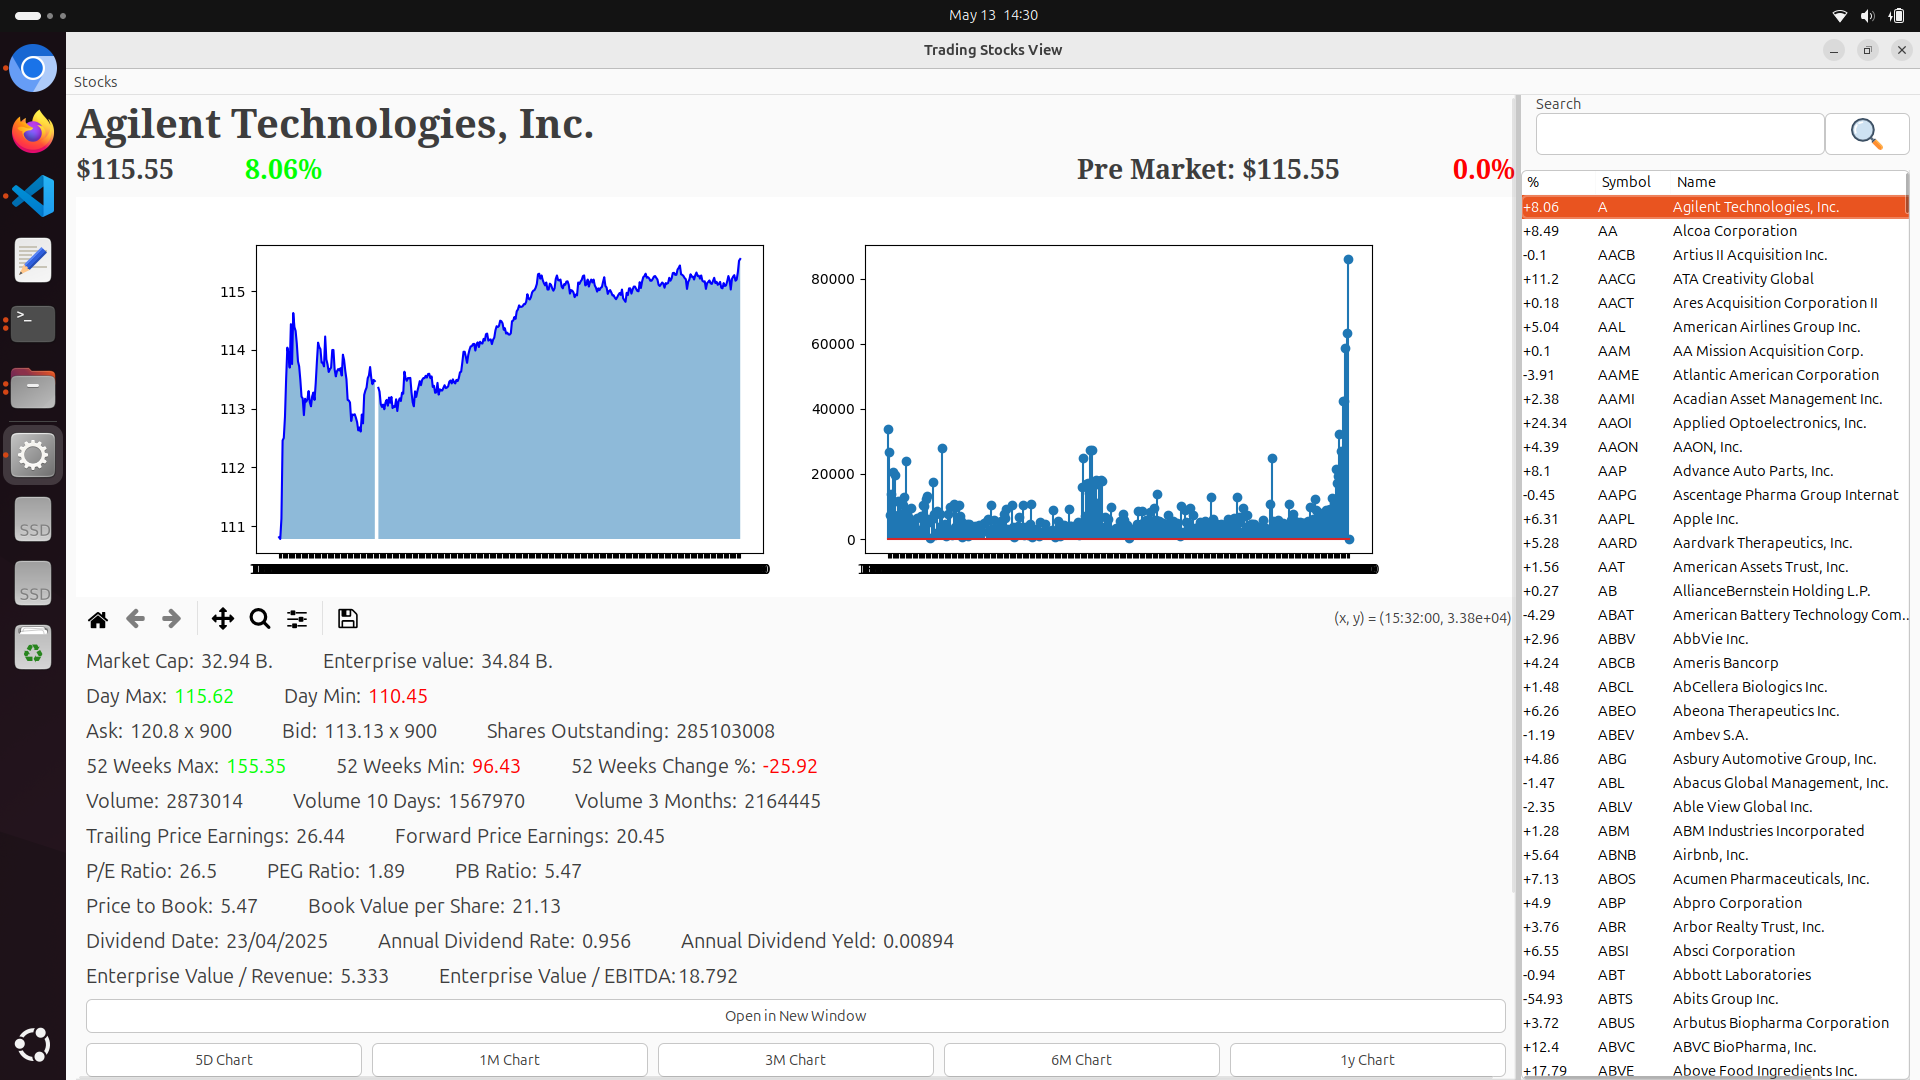 May 13  14:30
Trading Stocks View
Stocks
Agilent Technologies, Inc.
$115.55 8.06% Pre Market: $115.55 0.0%
115
114
113
112
111
80000
60000
40000
20000
0
(x, y) = (15:32:00, 3.38e+04)
Market Cap: 32.94 B. Enterprise value: 34.84 B.
Day Max: 115.62 Day Min: 110.45
Ask: 120.8 x 900 Bid: 113.13 x 900 Shares Outstanding: 285103008
52 Weeks Max: 155.35 52 Weeks Min: 96.43 52 Weeks Change %: -25.92
Volume: 2873014 Volume 10 Days: 1567970 Volume 3 Months: 2164445
Trailing Price Earnings: 26.44 Forward Price Earnings: 20.45
P/E Ratio: 26.5 PEG Ratio: 1.89 PB Ratio: 5.47
Price to Book: 5.47 Book Value per Share: 21.13
Dividend Date: 23/04/2025 Annual Dividend Rate: 0.956 Annual Dividend Yeld: 0.00894
Enterprise Value / Revenue: 5.333 Enterprise Value / EBITDA: 18.792
Open in New Window
5D Chart 1M Chart 3M Chart 6M Chart 1y Chart
Search
% Symbol Name
+8.06 A Agilent Technologies, Inc.
+8.49 AA Alcoa Corporation
-0.1 AACB Artius II Acquisition Inc.
+11.2 AACG ATA Creativity Global
+0.18 AACT Ares Acquisition Corporation II
+5.04 AAL American Airlines Group Inc.
+0.1 AAM AA Mission Acquisition Corp.
-3.91 AAME Atlantic American Corporation
+2.38 AAMI Acadian Asset Management Inc.
+24.34 AAOI Applied Optoelectronics, Inc.
+4.39 AAON AAON, Inc.
+8.1 AAP Advance Auto Parts, Inc.
-0.45 AAPG Ascentage Pharma Group Internat
+6.31 AAPL Apple Inc.
+5.28 AARD Aardvark Therapeutics, Inc.
+1.56 AAT American Assets Trust, Inc.
+0.27 AB AllianceBernstein Holding L.P.
-4.29 ABAT American Battery Technology Com..
+2.96 ABBV AbbVie Inc.
+4.24 ABCB Ameris Bancorp
+1.48 ABCL AbCellera Biologics Inc.
+6.26 ABEO Abeona Therapeutics Inc.
-1.19 ABEV Ambev S.A.
+4.86 ABG Asbury Automotive Group, Inc.
-1.47 ABL Abacus Global Management, Inc.
-2.35 ABLV Able View Global Inc.
+1.28 ABM ABM Industries Incorporated
+5.64 ABNB Airbnb, Inc.
+7.13 ABOS Acumen Pharmaceuticals, Inc.
+4.9 ABP Abpro Corporation
+3.76 ABR Arbor Realty Trust, Inc.
+6.55 ABSI Absci Corporation
-0.94 ABT Abbott Laboratories
-54.93 ABTS Abits Group Inc.
+3.72 ABUS Arbutus Biopharma Corporation
+12.4 ABVC ABVC BioPharma, Inc.
+17.79 ABVE Above Food Ingredients Inc.
SSD
SSD